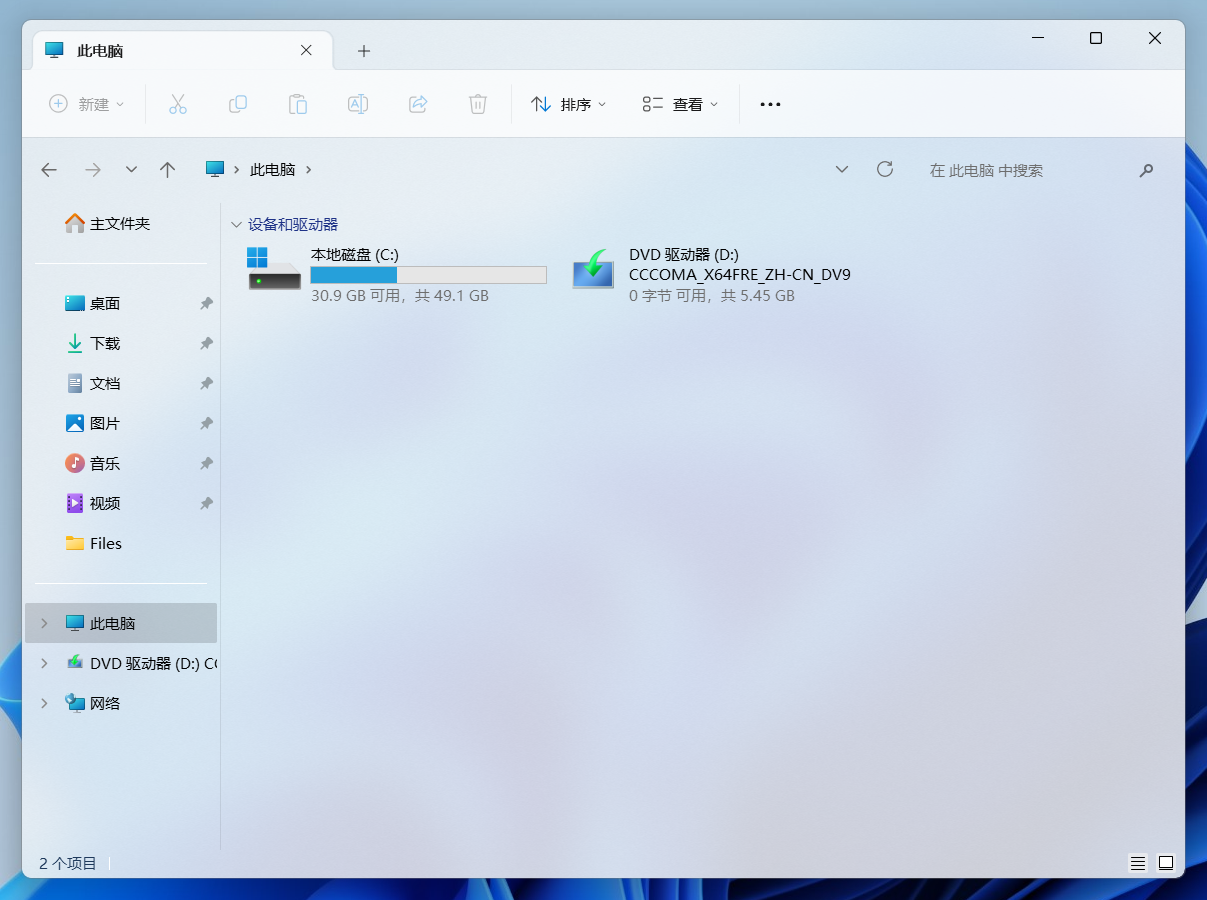 此电脑
新建
排序
查看
此电脑
在 此电脑 中搜索
主文件夹
桌面
下载
文档
图片
音乐
视频
Files
此电脑
DVD 驱动器 (D:) CC
网络
设备和驱动器
本地磁盘 (C:)
30.9 GB 可用，共 49.1 GB
DVD 驱动器 (D:)
CCCOMA_X64FRE_ZH-CN_DV9
0 字节 可用，共 5.45 GB
2 个项目